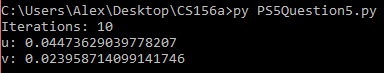 C:\Users\Alex\Desktop\CS156a>py PS5Question5.py
Iterations: 10
u: 0.04473629039778207
v: 0.023958714099141746